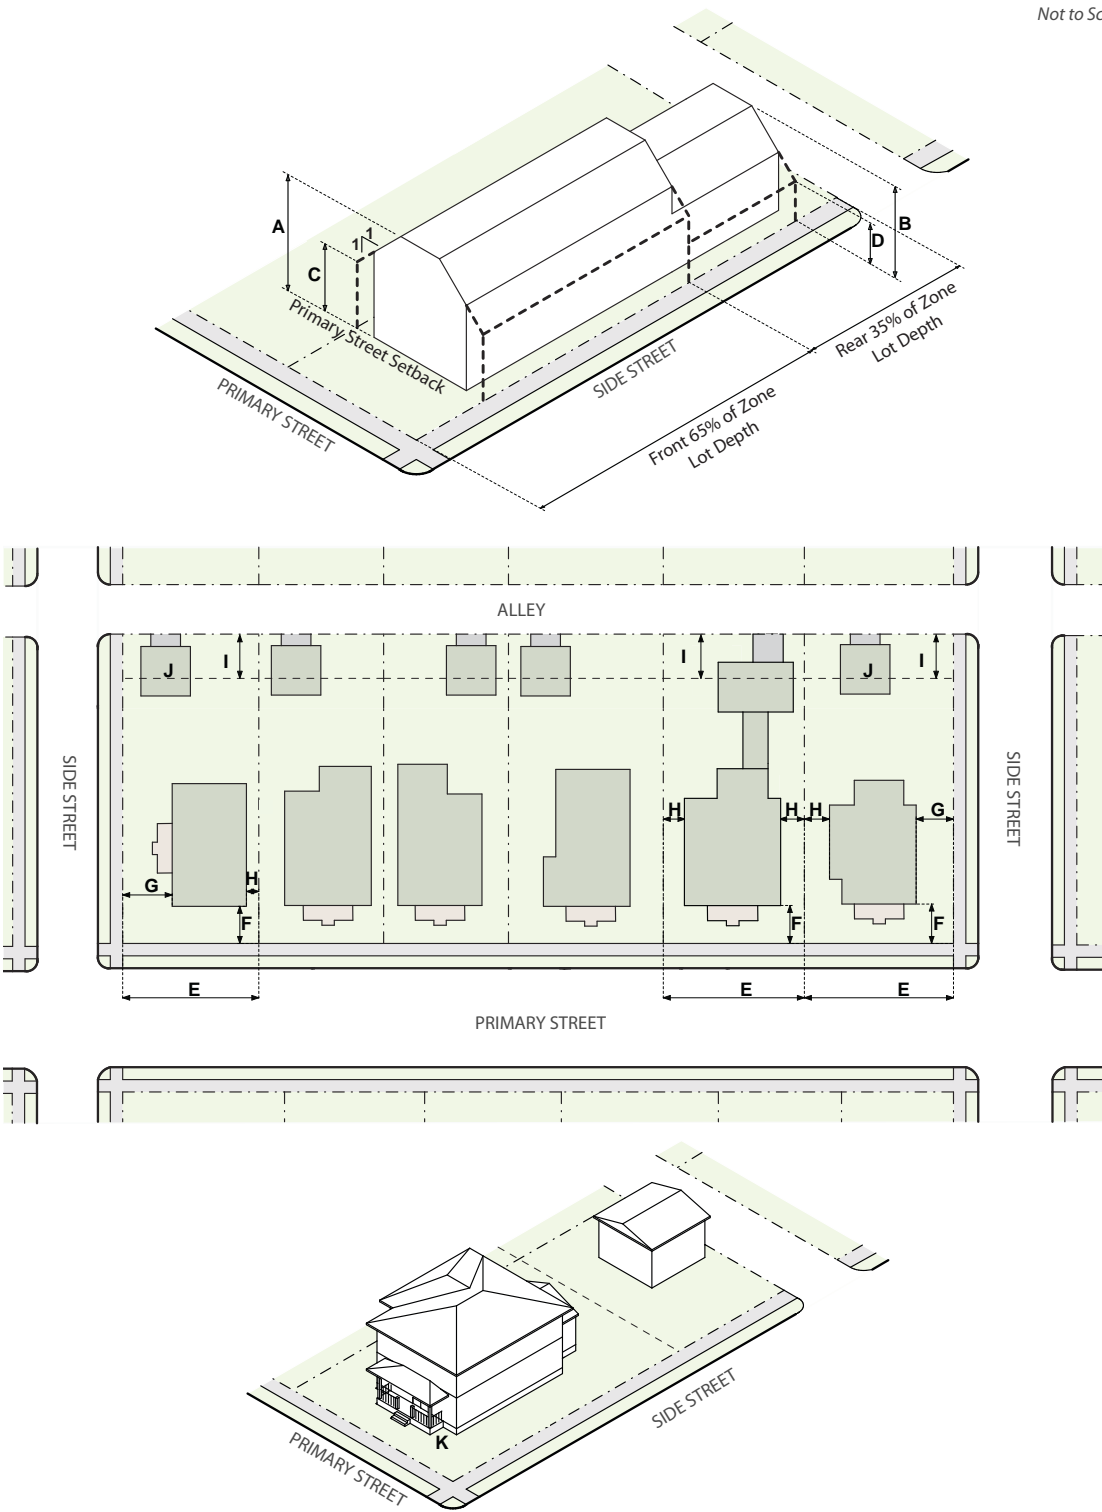 Not to Sc
A
B
1
1
C
D
Primary Street Setback
PRIMARY STREET
SIDE STREET
Rear 35% of Zone
Lot Depth
Front 65% of Zone
Lot Depth
ALLEY
J
I
I
J
I
SIDE STREET
SIDE STREET
H
H
H
G
G
H
F
F
F
E
E
E
PRIMARY STREET
K
PRIMARY STREET
SIDE STREET